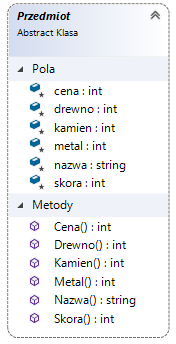 Przedmiot
Abstract Klasa
Pola
cena : int
drewno : int
kamien : int
metal : int
nazwa : string
skora : int
Metody
Cena() : int
Drewno() : int
Kamien() : int
Metal() : int
Nazwa() : string
Skora() : int